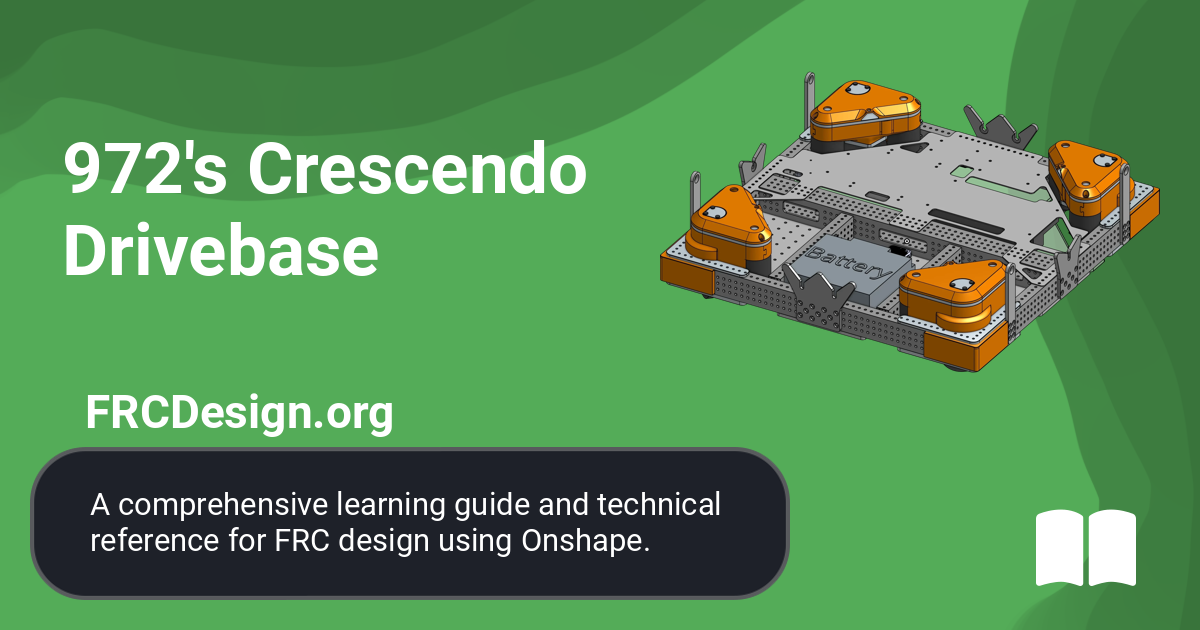 972's Crescendo
Drivebase
Battery
FRCDesign.org
A comprehensive learning guide and technical
reference for FRC design using Onshape.